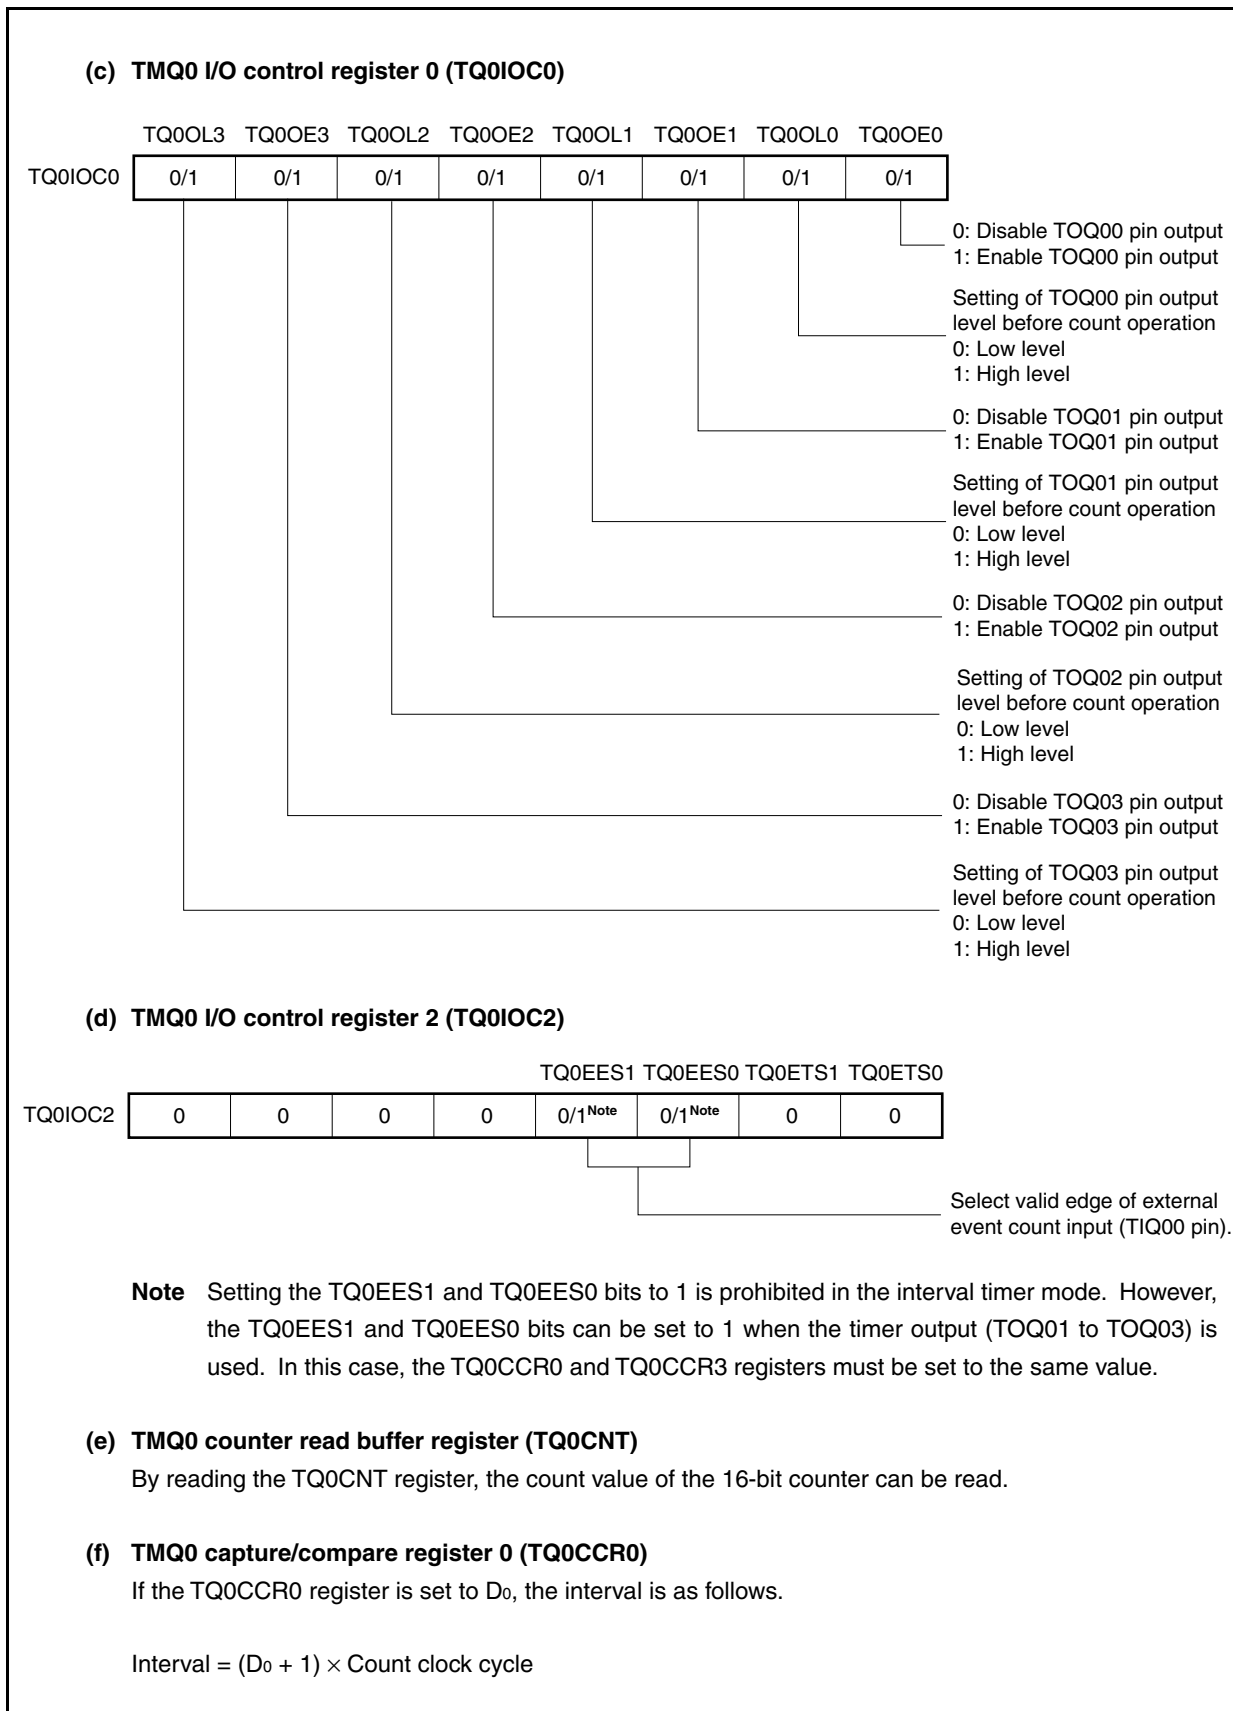 (c) TMQ0 I/O control register 0 (TQ0IOC0)
TQ0OL3 TQ0OE3 TQ0OL2 TQ0OE2 TQ0OL1 TQ0OE1 TQ0OL0 TQ0OE0
TQ0IOC0 0/1 0/1 0/1 0/1 0/1 0/1 0/1 0/1
0: Disable TOQ00 pin output
1: Enable TOQ00 pin output
Setting of TOQ00 pin output
level before count operation
0: Low level
1: High level
0: Disable TOQ01 pin output
1: Enable TOQ01 pin output
Setting of TOQ01 pin output
level before count operation
0: Low level
1: High level
0: Disable TOQ02 pin output
1: Enable TOQ02 pin output
Setting of TOQ02 pin output
level before count operation
0: Low level
1: High level
0: Disable TOQ03 pin output
1: Enable TOQ03 pin output
Setting of TOQ03 pin output
level before count operation
0: Low level
1: High level
(d) TMQ0 I/O control register 2 (TQ0IOC2)
TQ0EES1 TQ0EES0 TQ0ETS1 TQ0ETS0
TQ0IOC2 0 0 0 0 0/1Note 0/1Note 0 0
Select valid edge of external
event count input (TIQ00 pin).
Note Setting the TQ0EES1 and TQ0EES0 bits to 1 is prohibited in the interval timer mode. However,
the TQ0EES1 and TQ0EES0 bits can be set to 1 when the timer output (TOQ01 to TOQ03) is
used. In this case, the TQ0CCR0 and TQ0CCR3 registers must be set to the same value.
(e) TMQ0 counter read buffer register (TQ0CNT)
By reading the TQ0CNT register, the count value of the 16-bit counter can be read.
(f) TMQ0 capture/compare register 0 (TQ0CCR0)
If the TQ0CCR0 register is set to D0, the interval is as follows.
Interval = (D0 + 1) × Count clock cycle